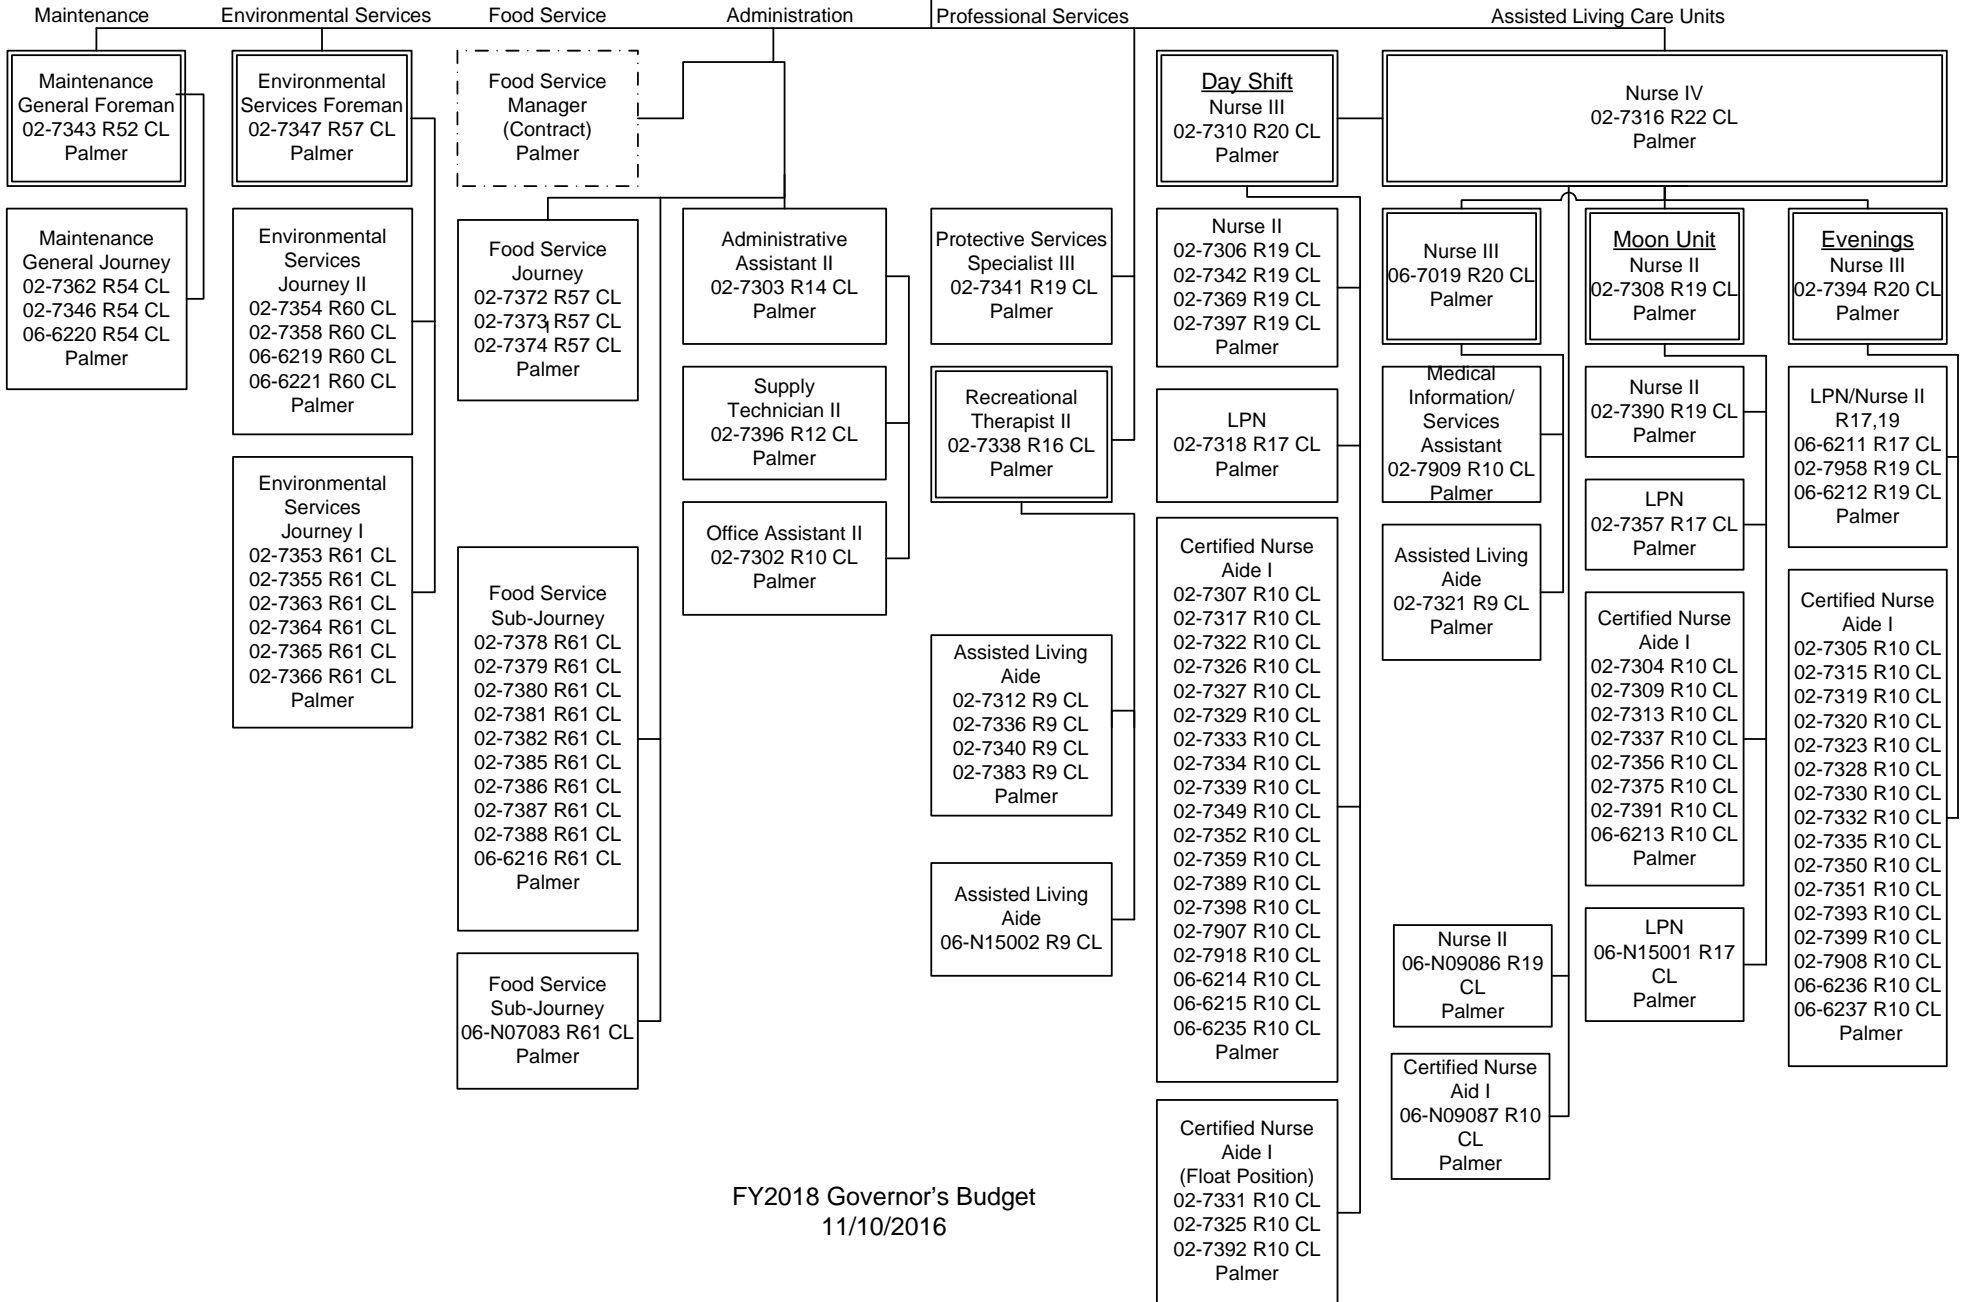 Maintenance
Environmental Services
Food Service
Administration
Professional Services
Assisted Living Care Units
Maintenance
General Foreman
02-7343 R52 CL
Palmer
Maintenance
General Journey
02-7362 R54 CL
02-7346 R54 CL
06-6220 R54 CL
Palmer
Environmental
Services Foreman
02-7347 R57 CL
Palmer
Environmental
Services
Journey II
02-7354 R60 CL
02-7358 R60 CL
06-6219 R60 CL
06-6221 R60 CL
Palmer
Environmental
Services
Journey I
02-7353 R61 CL
02-7355 R61 CL
02-7363 R61 CL
02-7364 R61 CL
02-7365 R61 CL
02-7366 R61 CL
Palmer
Food Service
Manager
(Contract)
Palmer
Food Service
Journey
02-7372 R57 CL
02-7373 R57 CL
02-7374 R57 CL
Palmer
Food Service
Sub-Journey
02-7378 R61 CL
02-7379 R61 CL
02-7380 R61 CL
02-7381 R61 CL
02-7382 R61 CL
02-7385 R61 CL
02-7386 R61 CL
02-7387 R61 CL
02-7388 R61 CL
06-6216 R61 CL
Palmer
Food Service
Sub-Journey
06-N07083 R61 CL
Palmer
Administrative
Assistant II
02-7303 R14 CL
Palmer
Supply
Technician II
02-7396 R12 CL
Palmer
Office Assistant II
02-7302 R10 CL
Palmer
Protective Services
Specialist III
02-7341 R19 CL
Palmer
Recreational
Therapist II
02-7338 R16 CL
Palmer
Assisted Living
Aide
02-7312 R9 CL
02-7336 R9 CL
02-7340 R9 CL
02-7383 R9 CL
Palmer
Assisted Living
Aide
06-N15002 R9 CL
Day Shift
Nurse III
02-7310 R20 CL
Palmer
Nurse II
02-7306 R19 CL
02-7342 R19 CL
02-7369 R19 CL
02-7397 R19 CL
Palmer
LPN
02-7318 R17 CL
Palmer
Certified Nurse
Aide I
02-7307 R10 CL
02-7317 R10 CL
02-7322 R10 CL
02-7326 R10 CL
02-7327 R10 CL
02-7329 R10 CL
02-7333 R10 CL
02-7334 R10 CL
02-7339 R10 CL
02-7349 R10 CL
02-7352 R10 CL
02-7359 R10 CL
02-7389 R10 CL
02-7398 R10 CL
02-7907 R10 CL
02-7918 R10 CL
06-6214 R10 CL
06-6215 R10 CL
06-6235 R10 CL
Palmer
Certified Nurse
Aide I
(Float Position)
02-7331 R10 CL
02-7325 R10 CL
02-7392 R10 CL
Palmer
Nurse IV
02-7316 R22 CL
Palmer
Nurse III
06-7019 R20 CL
Palmer
Medical
Information/
Services
Assistant
02-7909 R10 CL
Palmer
Assisted Living
Aide
02-7321 R9 CL
Palmer
Nurse II
06-N09086 R19
CL
Palmer
Certified Nurse
Aid I
06-N09087 R10
CL
Palmer
Moon Unit
Nurse II
02-7308 R19 CL
Palmer
Nurse II
02-7390 R19 CL
Palmer
LPN
02-7357 R17 CL
Palmer
Certified Nurse
Aide I
02-7304 R10 CL
02-7309 R10 CL
02-7313 R10 CL
02-7337 R10 CL
02-7356 R10 CL
02-7375 R10 CL
02-7391 R10 CL
06-6213 R10 CL
Palmer
LPN
06-N15001 R17
CL
Palmer
Evenings
Nurse III
02-7394 R20 CL
Palmer
LPN/Nurse II
R17,19
06-6211 R17 CL
02-7958 R19 CL
06-6212 R19 CL
Palmer
Certified Nurse
Aide I
02-7305 R10 CL
02-7315 R10 CL
02-7319 R10 CL
02-7320 R10 CL
02-7323 R10 CL
02-7328 R10 CL
02-7330 R10 CL
02-7332 R10 CL
02-7335 R10 CL
02-7350 R10 CL
02-7351 R10 CL
02-7393 R10 CL
02-7399 R10 CL
02-7908 R10 CL
06-6236 R10 CL
06-6237 R10 CL
Palmer
FY2018 Governor's Budget
11/10/2016